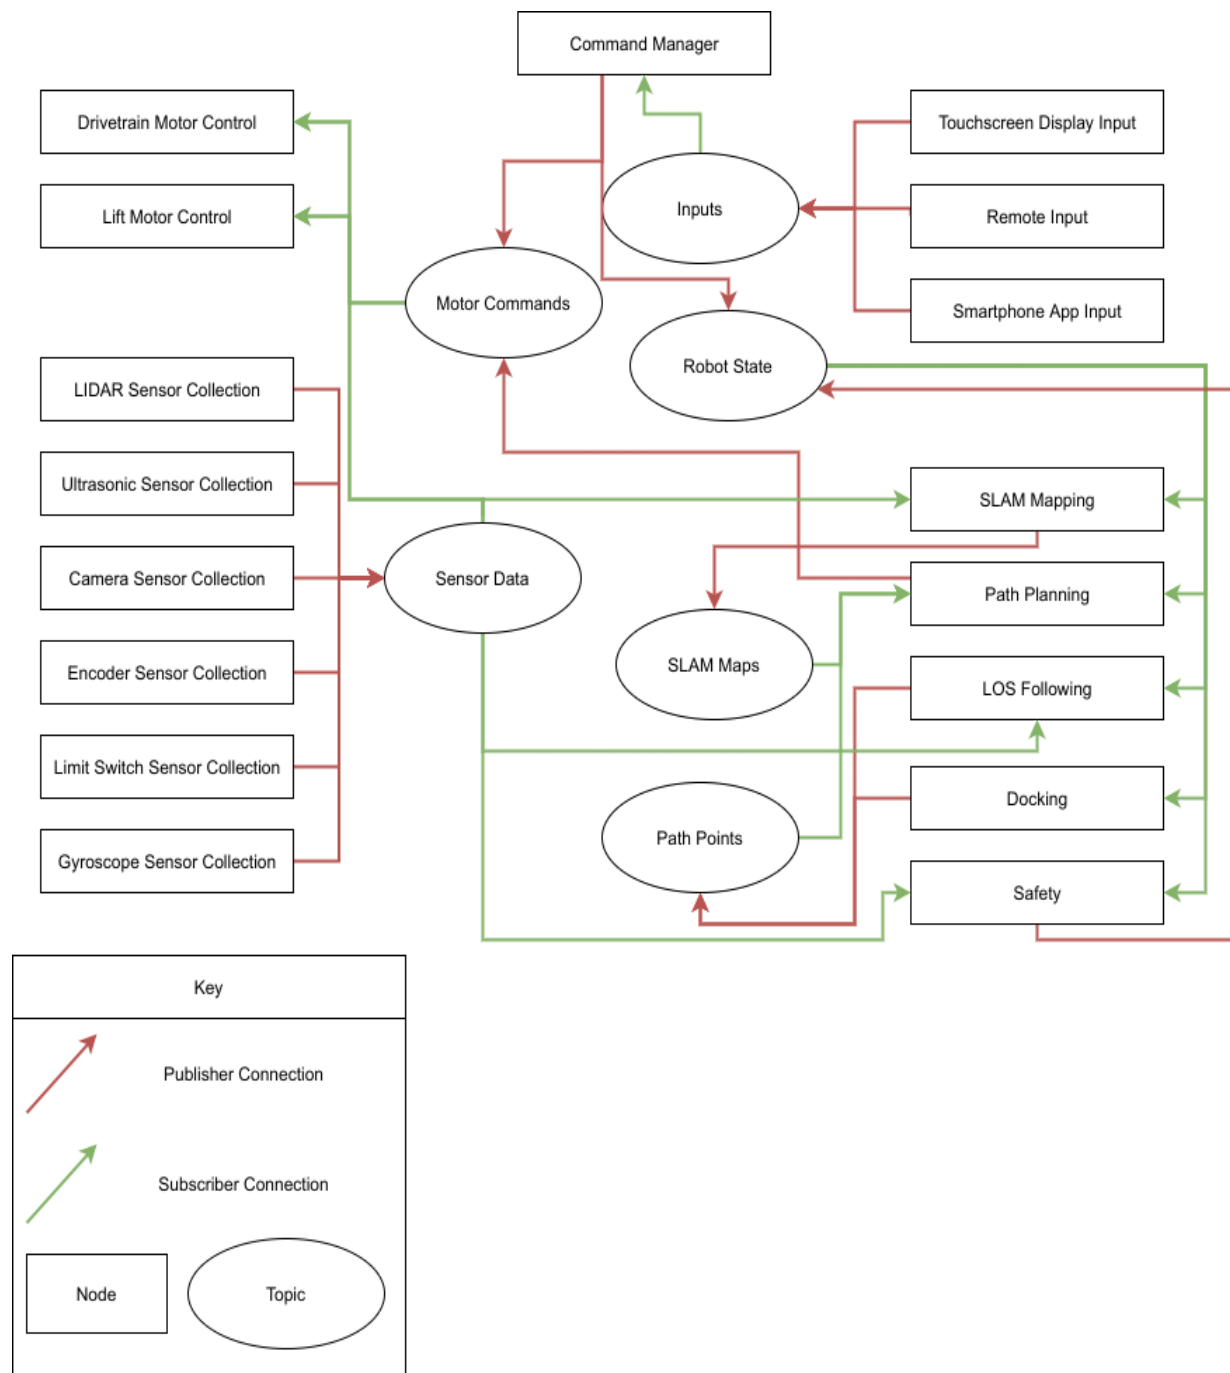 Command Manager
Drivetrain Motor Control
Touchscreen Display Input
Lift Motor Control
Inputs
Remote Input
Motor Commands
Smartphone App Input
Robot State
LIDAR Sensor Collection
Ultrasonic Sensor Collection
SLAM Mapping
Camera Sensor Collection
Sensor Data
Path Planning
Encoder Sensor Collection
SLAM Maps
LOS Following
Limit Switch Sensor Collection
Docking
Path Points
Gyroscope Sensor Collection
Safety
Key
Publisher Connection
Subscriber Connection
Node
Topic